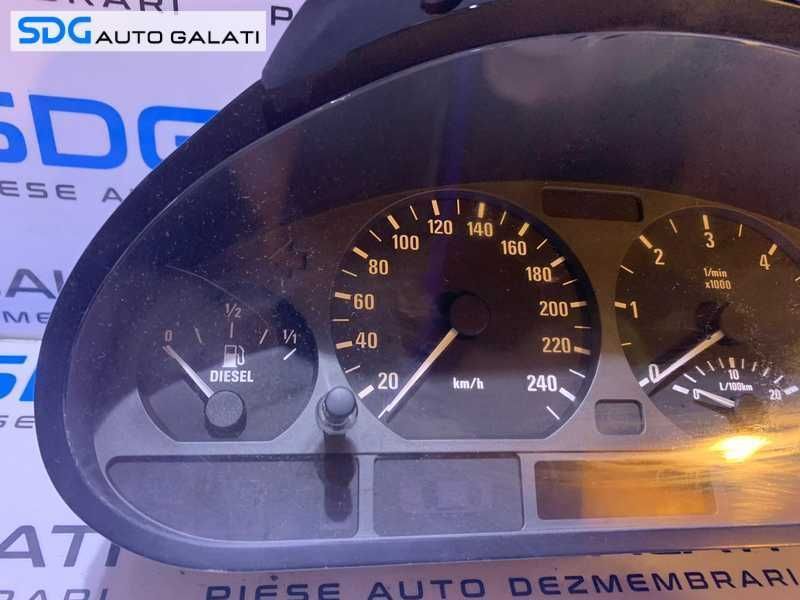 SDG AUTO GALATI
SDG
PIESE AU
MBRARI
0 1/2 1/1
DIESEL
20 40 60 80 100 120 140 160 180 200 220 240
km/h
0 1 2 3 4
1/min
x1000
0 10 20
L/100km
PIESE AUTO DEZMEMBRARI